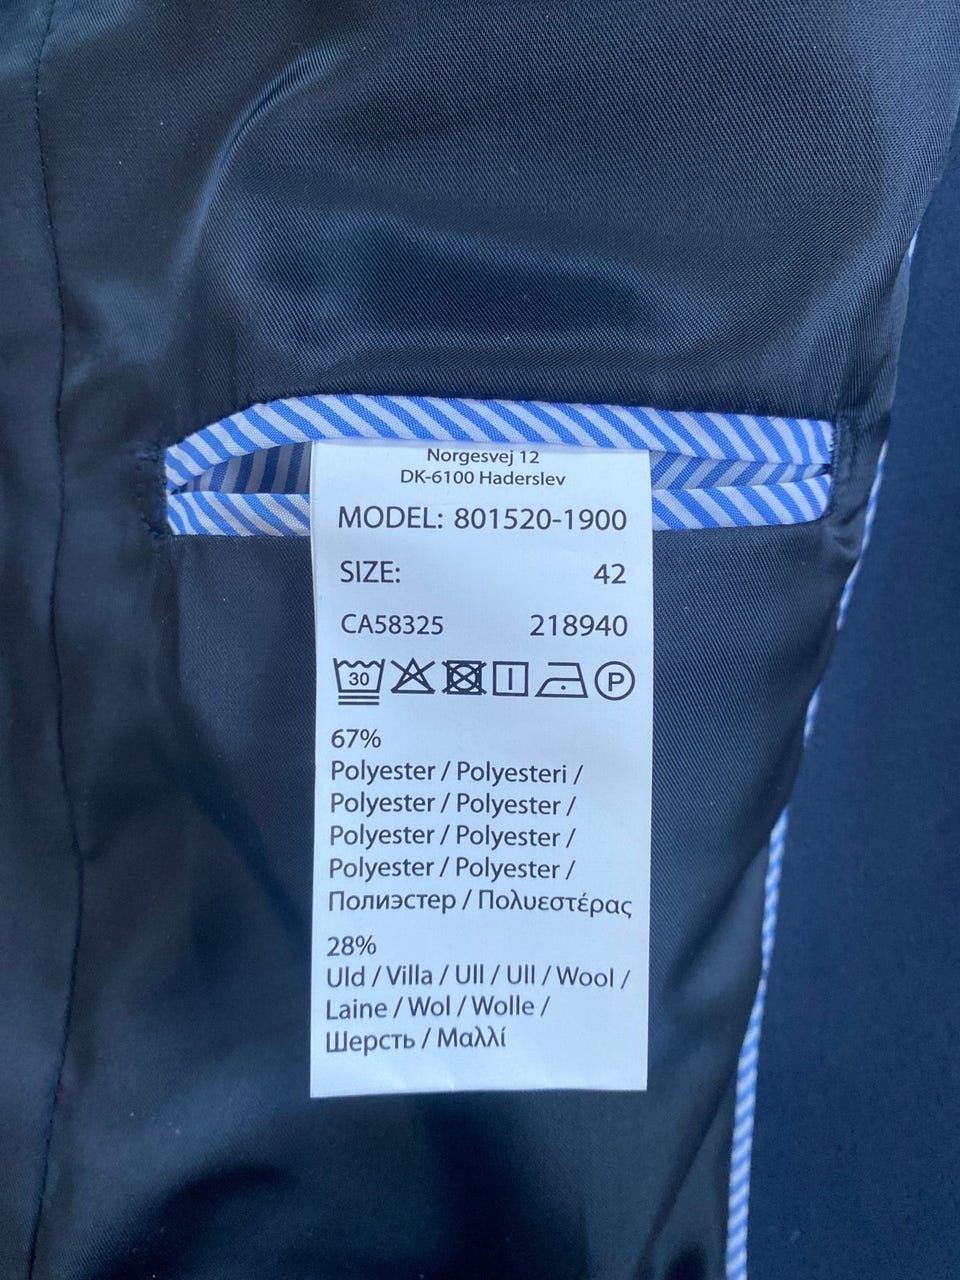 Norgesvej 12
DK-6100 Haderslev
MODEL: 801520-1900
SIZE: 42
CA58325 218940
30 P
67%
Polyester / Polyesteri /
Polyester / Polyester /
Polyester / Polyester /
Polyester / Polyester /
Полиэстер / Πολυεστέρας
28%
Uld / Villa / Ull / Ull / Wool /
Laine / Wol / Wolle /
Шерсть / Μαλλί